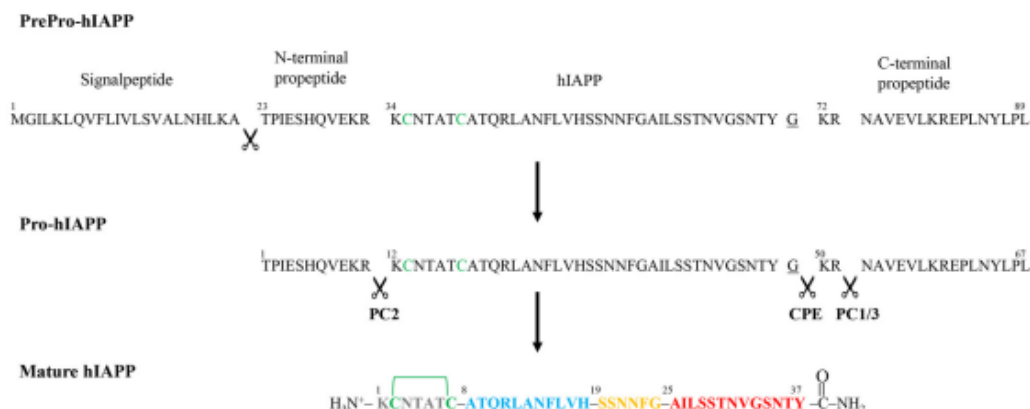 PrePro-hIAPP
Signalpeptide N-terminal propeptide hIAPP C-terminal propeptide
1 23 34 72 89
MGILKLQVFLIVLSVALNHLKA TPIESHQVEKR KCNTATCATQRLANFLVHSSNNFGAILSSTNVGSNTY G KR NAVEVLKREPLNYLPL
Pro-hIAPP
1 12 50 67
TPIESHQVEKR KCNTATCATQRLANFLVHSSNNFGAILSSTNVGSNTY G KR NAVEVLKREPLNYLPL
PC2 CPE PC1/3
Mature hIAPP
1 8 19 25 37 O
H₃N⁺– KCNTATC–ATQRLANFLVH–SSNNFG–AILSSTNVGSNTY –C–NH₂